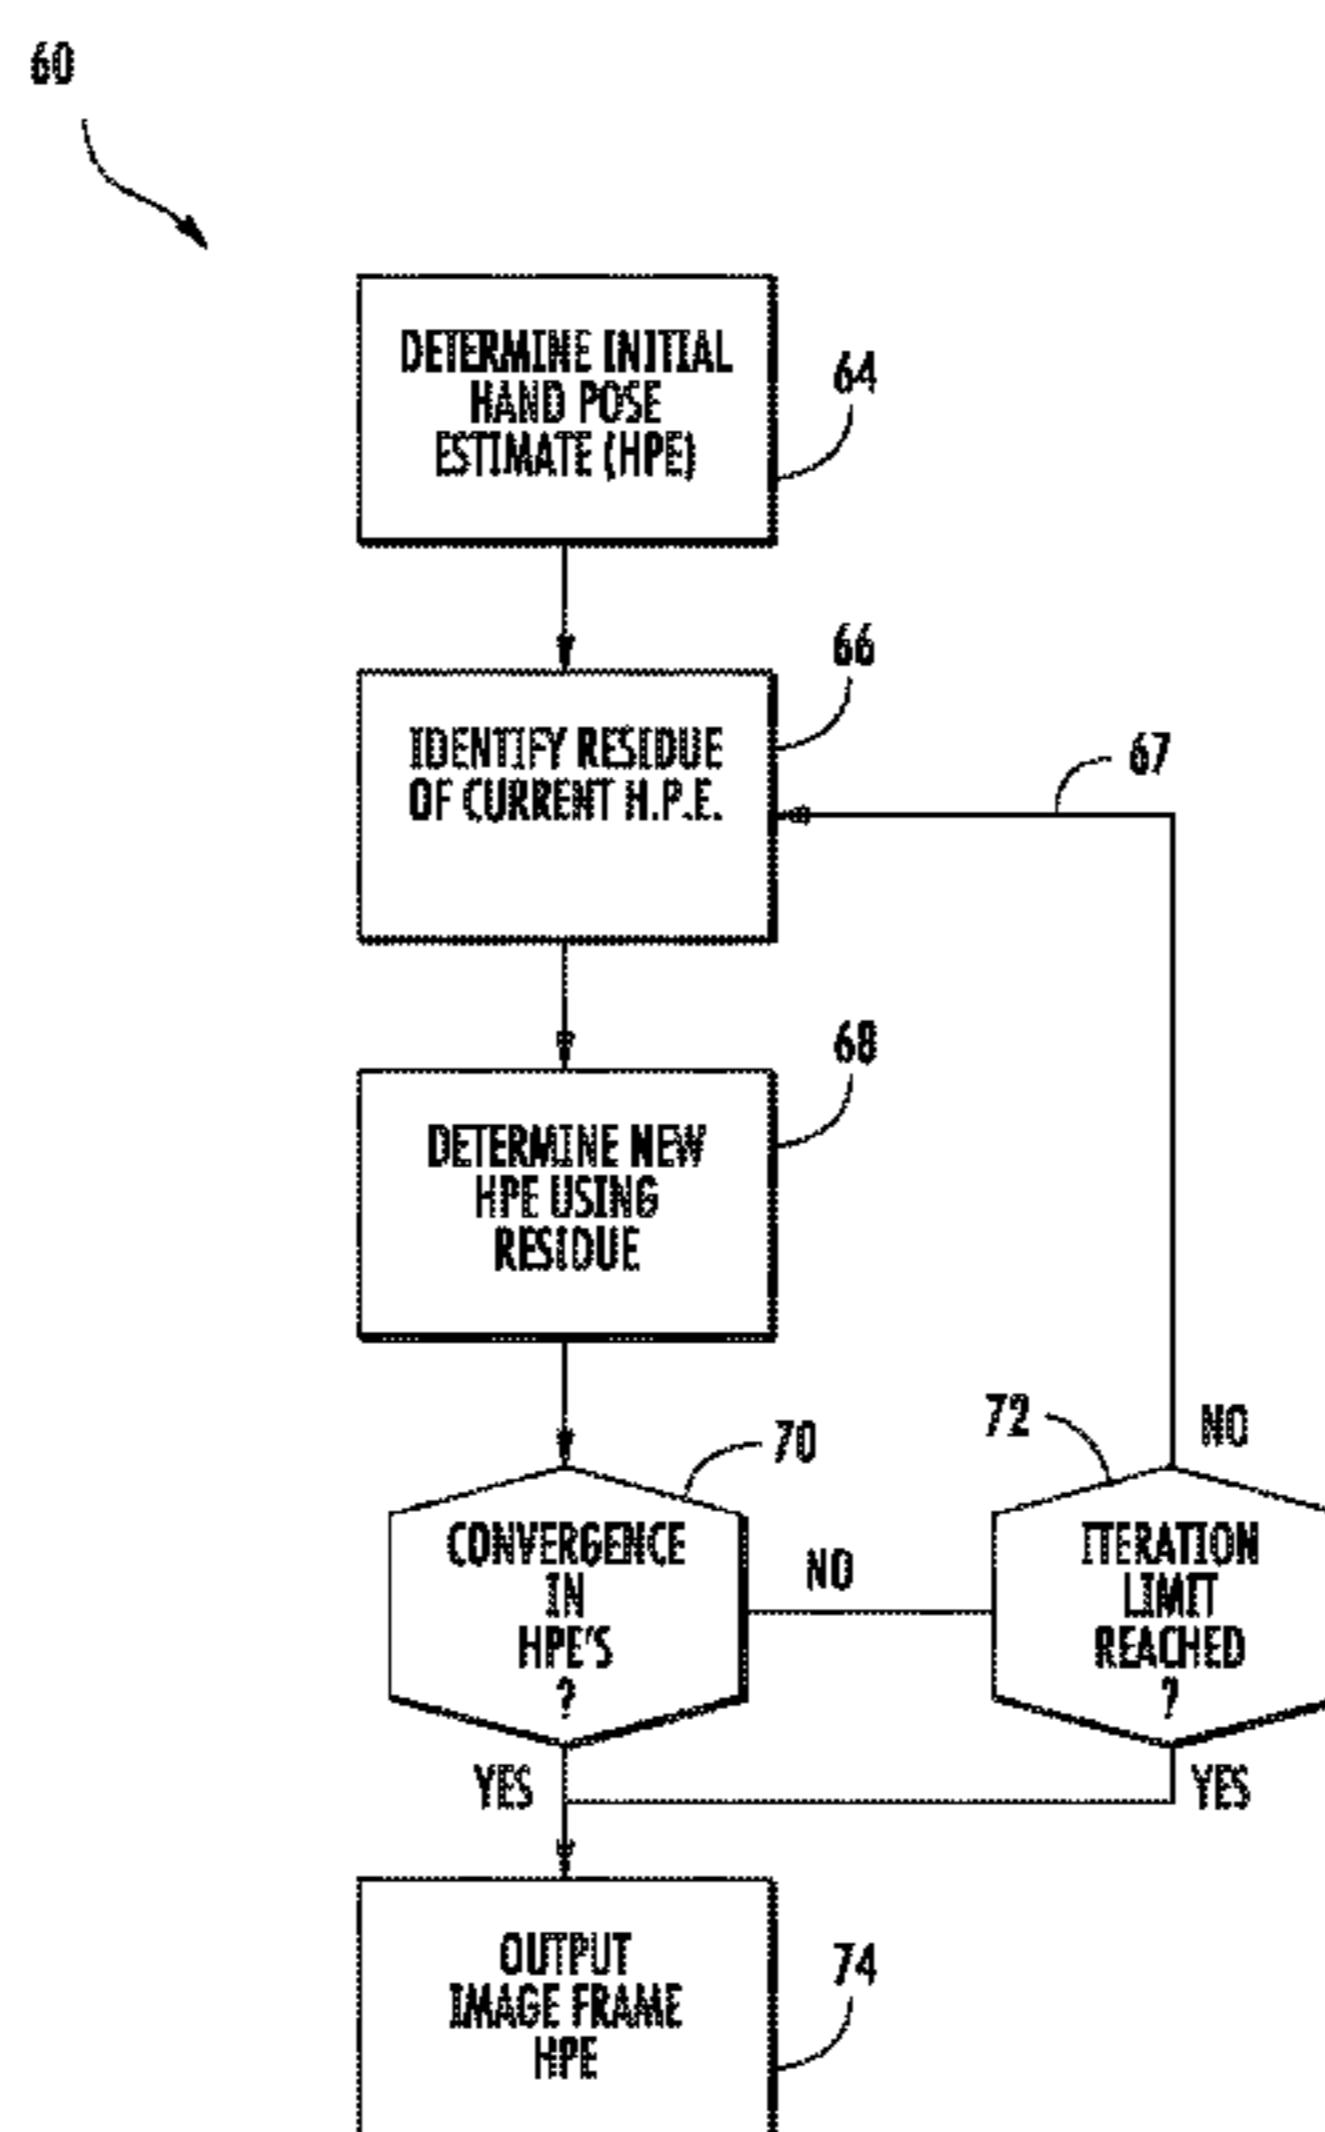 60
DETERMINE INITIAL
HAND POSE
ESTIMATE (HPE)
64
66
IDENTIFY RESIDUE
OF CURRENT H.P.E.
67
68
DETERMINE NEW
HPE USING
RESIDUE
70
72
NO
CONVERGENCE
IN
HPE'S
?
NO
ITERATION
LIMIT
REACHED
?
YES
YES
OUTPUT
IMAGE FRAME
HPE
74